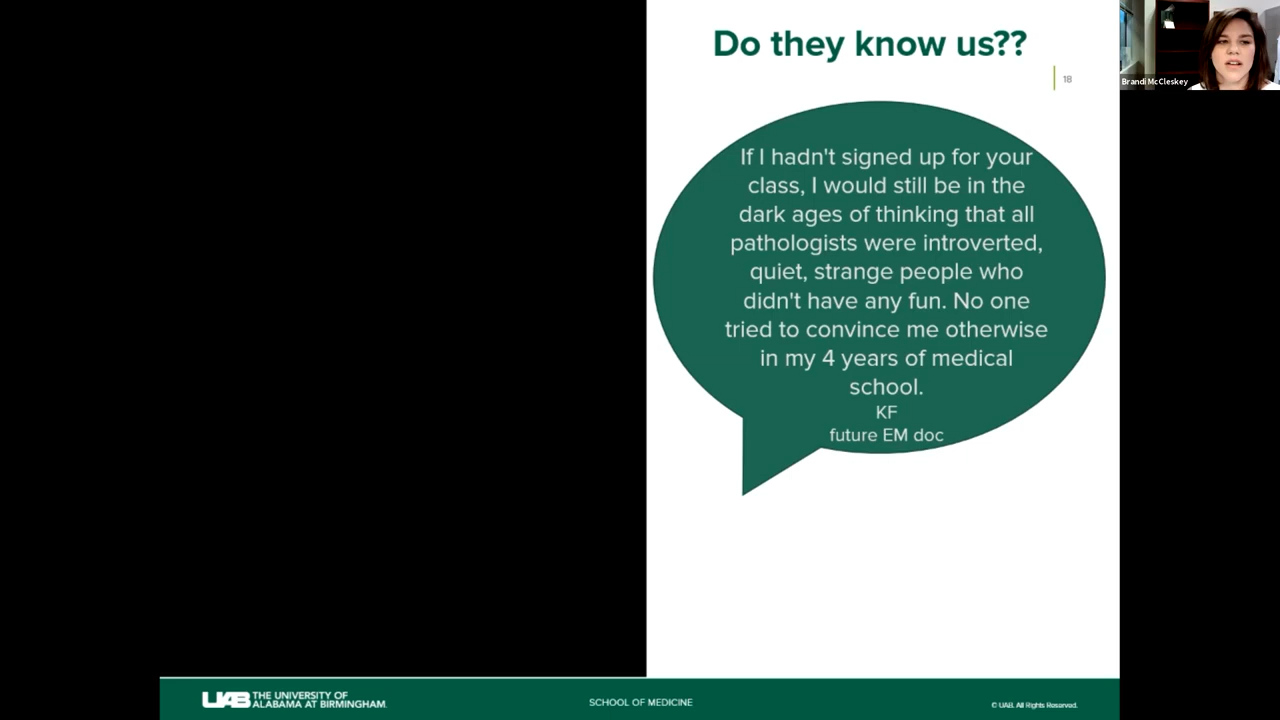 Do they know us??
18
Brandi McCleskey
If I hadn't signed up for your
class, I would still be in the
dark ages of thinking that all
pathologists were introverted,
quiet, strange people who
didn't have any fun. No one
tried to convince me otherwise
in my 4 years of medical
school.
KF
future EM doc
UAB THE UNIVERSITY OF
ALABAMA AT BIRMINGHAM.
SCHOOL OF MEDICINE
© UAB. All Rights Reserved.